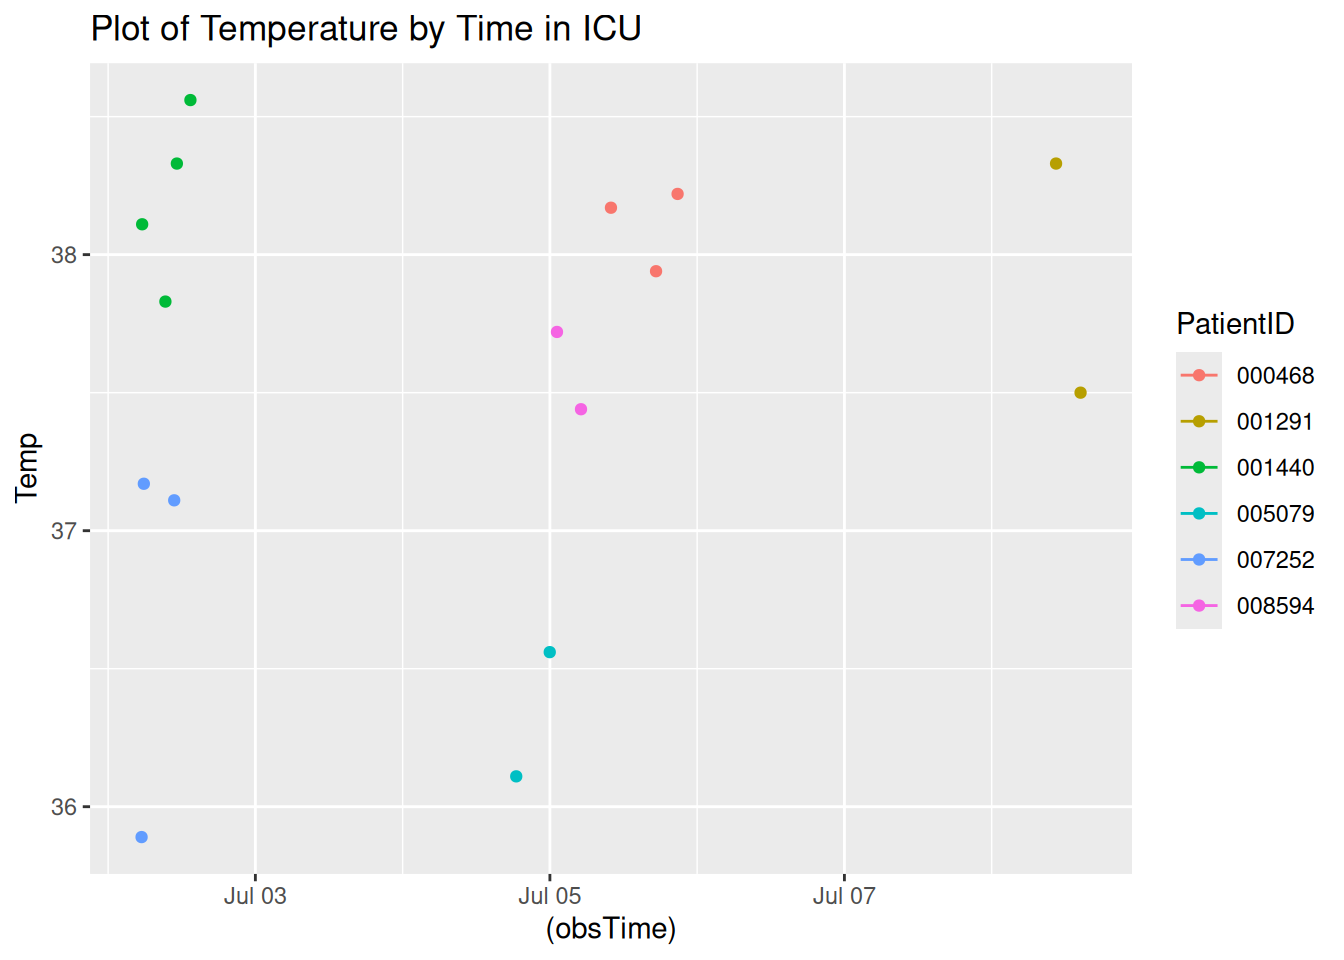 Plot of Temperature by Time in ICU
Temp
38
37
36
Jul 03
Jul 05
Jul 07
(obsTime)
PatientID
000468
001291
001440
005079
007252
008594